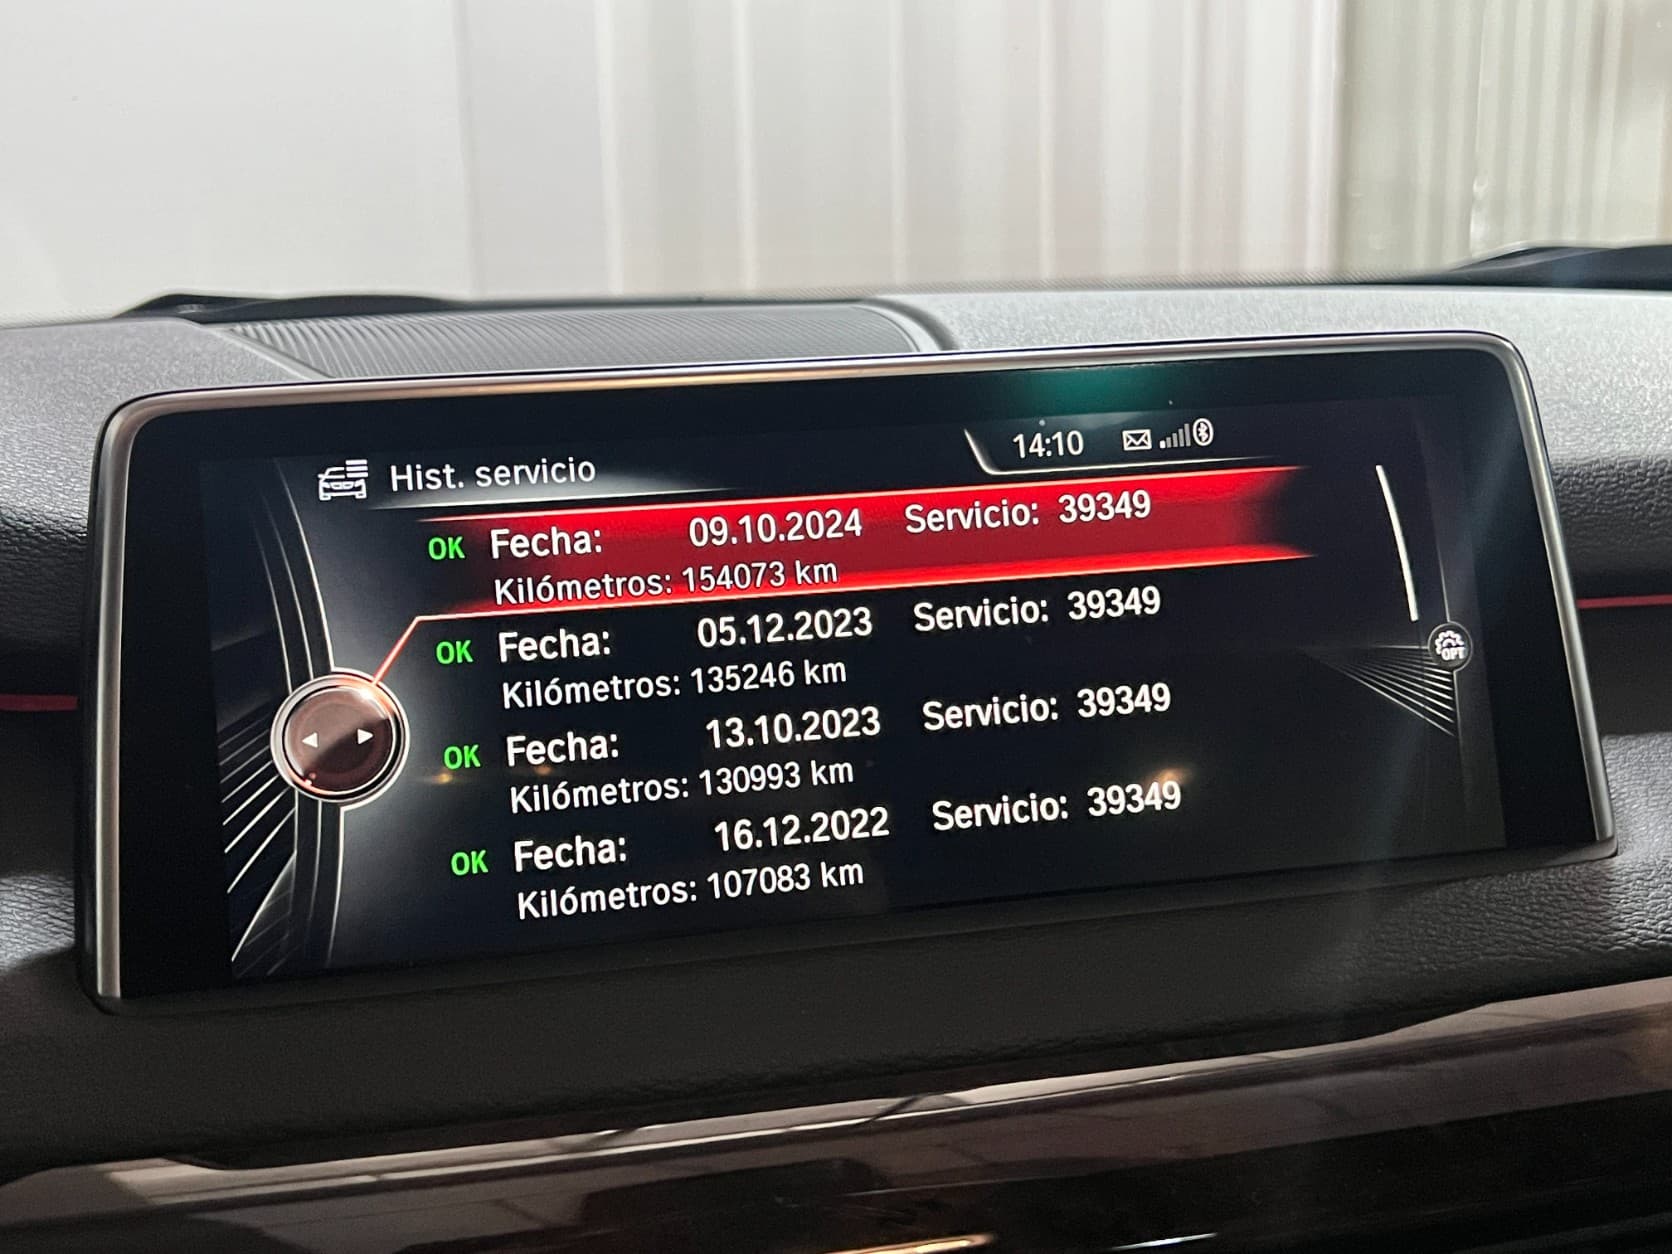 Hist. servicio
14:10
OK Fecha: 09.10.2024 Servicio: 39349
Kilómetros: 154073 km
OK Fecha: 05.12.2023 Servicio: 39349
Kilómetros: 135246 km
OK Fecha: 13.10.2023 Servicio: 39349
Kilómetros: 130993 km
OK Fecha: 16.12.2022 Servicio: 39349
Kilómetros: 107083 km
OPT